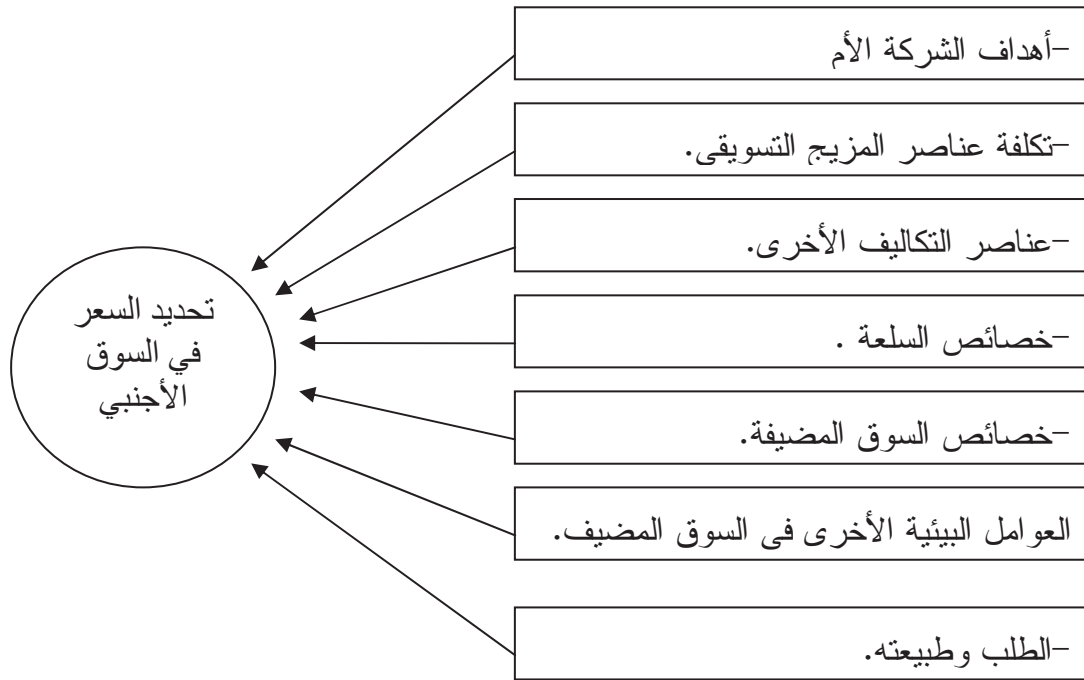 -أهداف الشركة الأم
-تكلفة عناصر المزيج التسويقى.
-عناصر التكاليف الأخرى.
-خصائص السلعة .
-خصائص السوق المضيفة.
العوامل البيئية الأخرى فى السوق المضيف.
-الطلب وطبيعته.
تحديد السعر
في السوق
الأجنبي